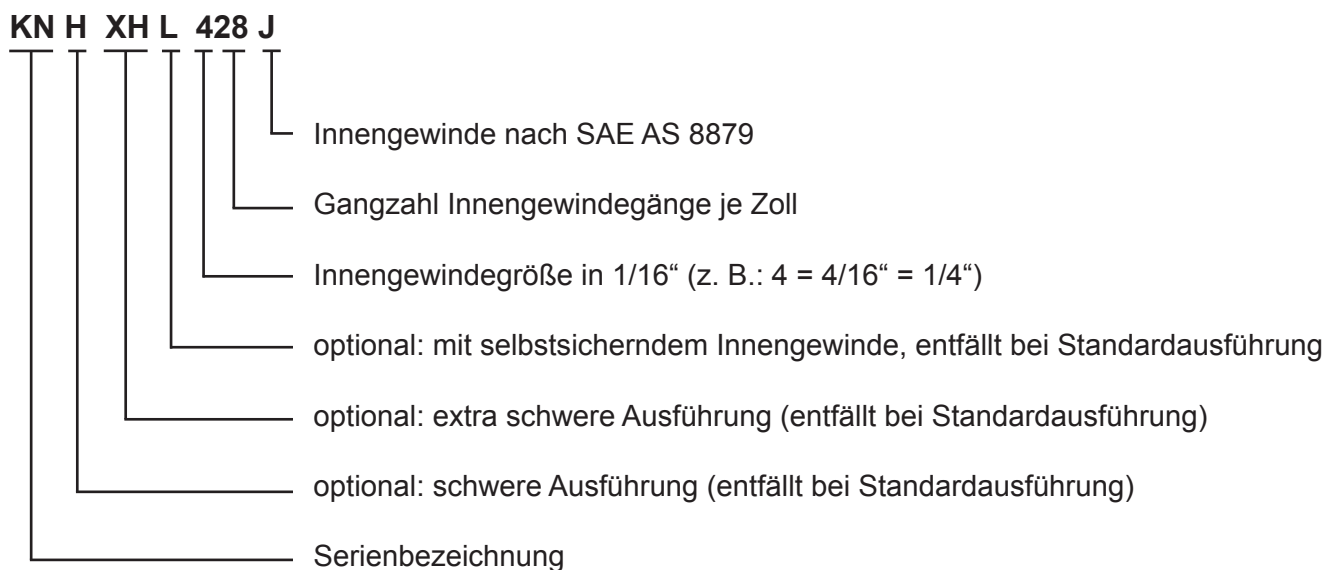 KN H XH L 428 J
Innengewinde nach SAE AS 8879
Gangzahl Innengewindegänge je Zoll
Innengewindegröße in 1/16“ (z. B.: 4 = 4/16“ = 1/4“)
optional: mit selbstsicherndem Innengewinde, entfällt bei Standardausführung
optional: extra schwere Ausführung (entfällt bei Standardausführung)
optional: schwere Ausführung (entfällt bei Standardausführung)
Serienbezeichnung